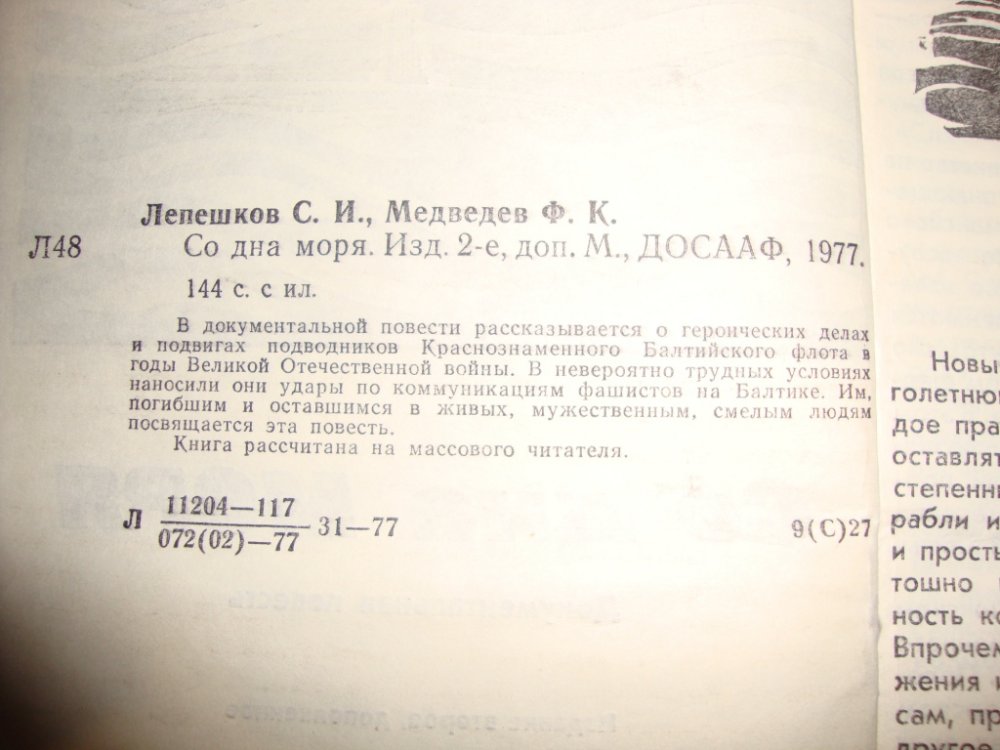 Лепешков С. И., Медведев Ф. К.
Л48 Со дна моря. Изд. 2-е, доп. М., ДОСААФ, 1977.
144 с. с ил.
В документальной повести рассказывается о героических делах
и подвигах подводников Краснознаменного Балтийского флота в
годы Великой Отечественной войны. В невероятно трудных условиях
наносили они удары по коммуникациям фашистов на Балтике. Им,
погибшим и оставшимся в живых, мужественным, смелым людям
посвящается эта повесть.
Книга рассчитана на массового читателя.
Л 11204—117
072(02)—77 31—77 9(С)27
Новы
голетнюю
дое пра
оставлят
степенны
рабли и
и прость
тошно
ность ко
Впрочем
жения и
сам, пр
другое